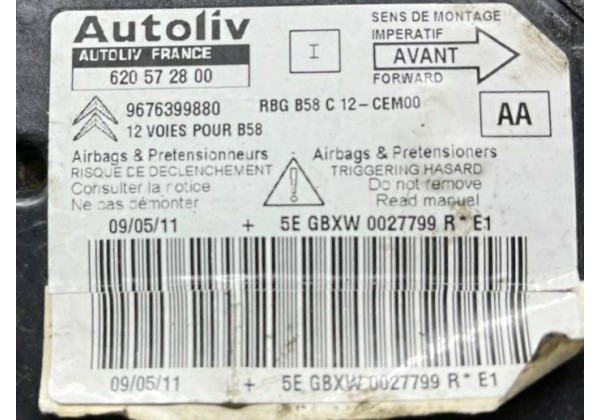 Autoliv
AUTOLIV FRANCE
620 57 28 00
I
SENS DE MONTAGE
IMPERATIF
AVANT
FORWARD
9676399880
RBG B58 C 12-CEM00
12 VOIES POUR B58
AA
Airbags & Pretensionneurs
RISQUE DE DECLENCHEMENT
Consulter la notice
Ne pas démonter
Airbags & Pretensioners
TRIGGERING HASARD
Do not remove
Read manuel
09/05/11 + 5E GBXW 0027799 R * E1
09/05/11 + 5E GBXW 0027799 R * E1